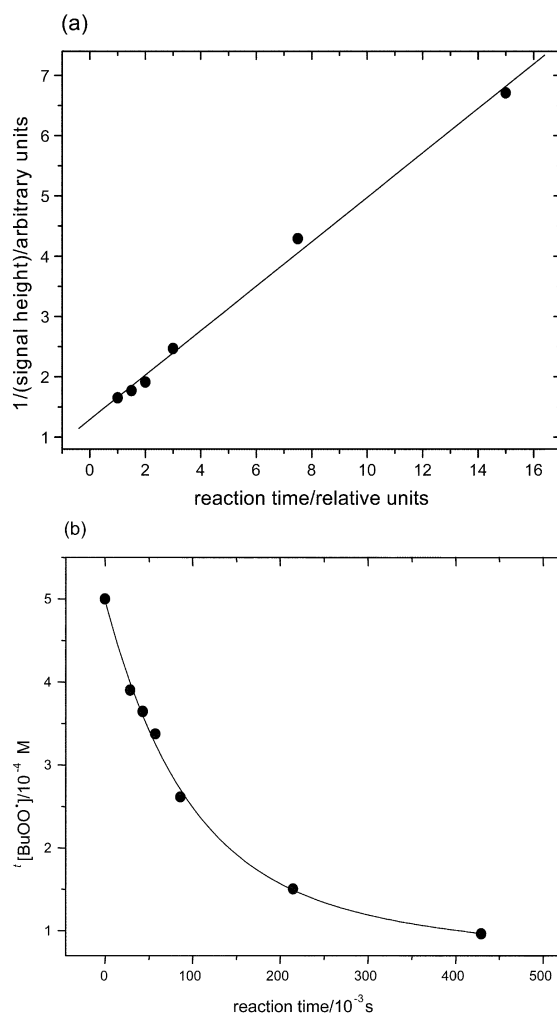 (a)
7
6
5
4
3
2
1
1/(signal height)/arbitrary units
0 2 4 6 8 10 12 14 16
reaction time/relative units
(b)
5
4
3
2
1
ᵗ[BuOO•]/10⁻⁴ M
0 100 200 300 400 500
reaction time/10⁻³s